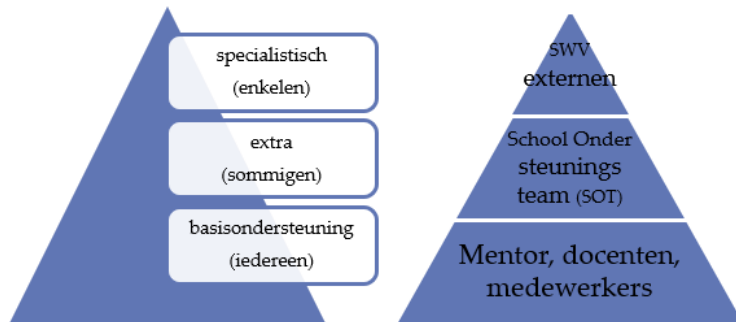 specialistisch
(enkelen)
extra
(sommigen)
basisondersteuning
(iedereen)
SWV
externen
School Onder
steunings
team (SOT)
Mentor, docenten,
medewerkers